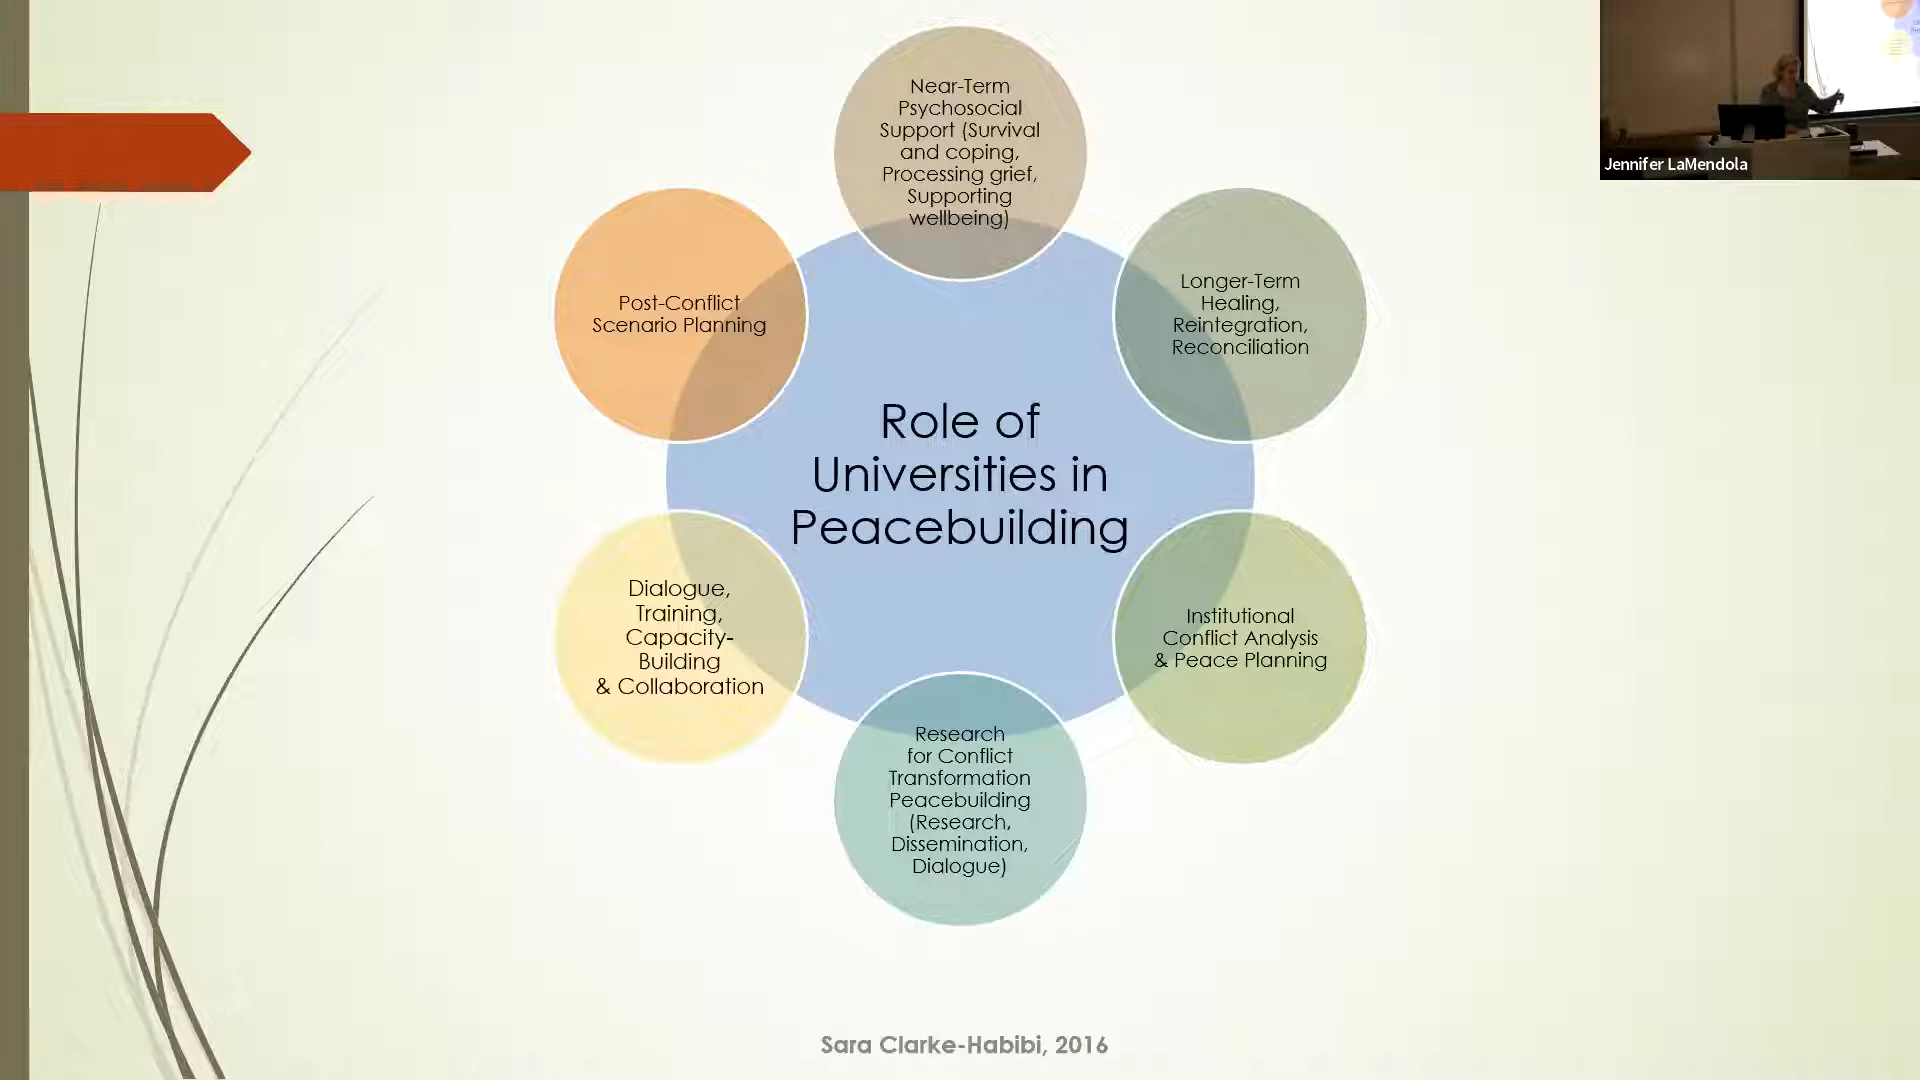 Near-Term
Psychosocial
Support (Survival
and coping,
Processing grief,
Supporting
wellbeing)
Longer-Term
Healing,
Reintegration,
Reconciliation
Institutional
Conflict Analysis
& Peace Planning
Research
for Conflict
Transformation
Peacebuilding
(Research,
Dissemination,
Dialogue)
Dialogue,
Training,
Capacity-
Building
& Collaboration
Post-Conflict
Scenario Planning
Role of
Universities in
Peacebuilding
Jennifer LaMendola
Sara Clarke-Habibi, 2016